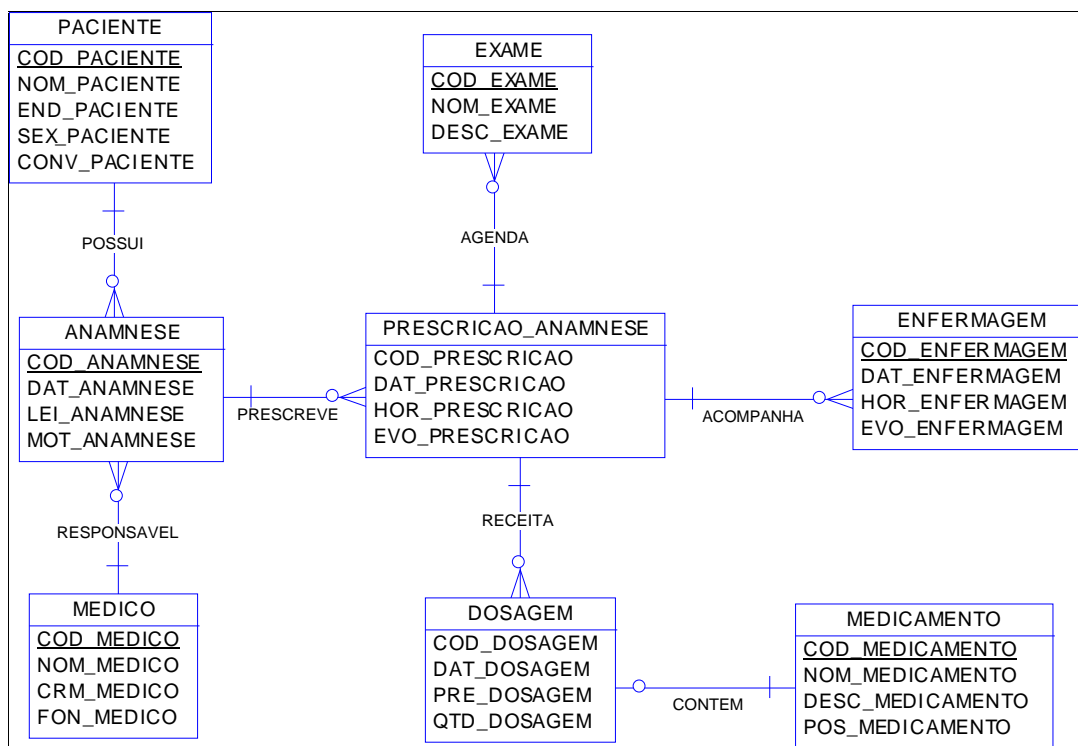 PACIENTE
COD_PACIENTE
NOM_PACIENTE
END_PACIENTE
SEX_PACIENTE
CONV_PACIENTE
EXAME
COD_EXAME
NOM_EXAME
DESC_EXAME
POSSUI
AGENDA
ANAMNESE
COD_ANAMNESE
DAT_ANAMNESE
LEI_ANAMNESE
MOT_ANAMNESE
PRESCREVE
PRESCRICAO_ANAMNESE
COD_PRESCRICAO
DAT_PRESCRICAO
HOR_PRESCRICAO
EVO_PRESCRICAO
ACOMPANHA
ENFERMAGEM
COD_ENFERMAGEM
DAT_ENFERMAGEM
HOR_ENFERMAGEM
EVO_ENFERMAGEM
RESPONSAVEL
RECEITA
MEDICO
COD_MEDICO
NOM_MEDICO
CRM_MEDICO
FON_MEDICO
DOSAGEM
COD_DOSAGEM
DAT_DOSAGEM
PRE_DOSAGEM
QTD_DOSAGEM
CONTEM
MEDICAMENTO
COD_MEDICAMENTO
NOM_MEDICAMENTO
DESC_MEDICAMENTO
POS_MEDICAMENTO